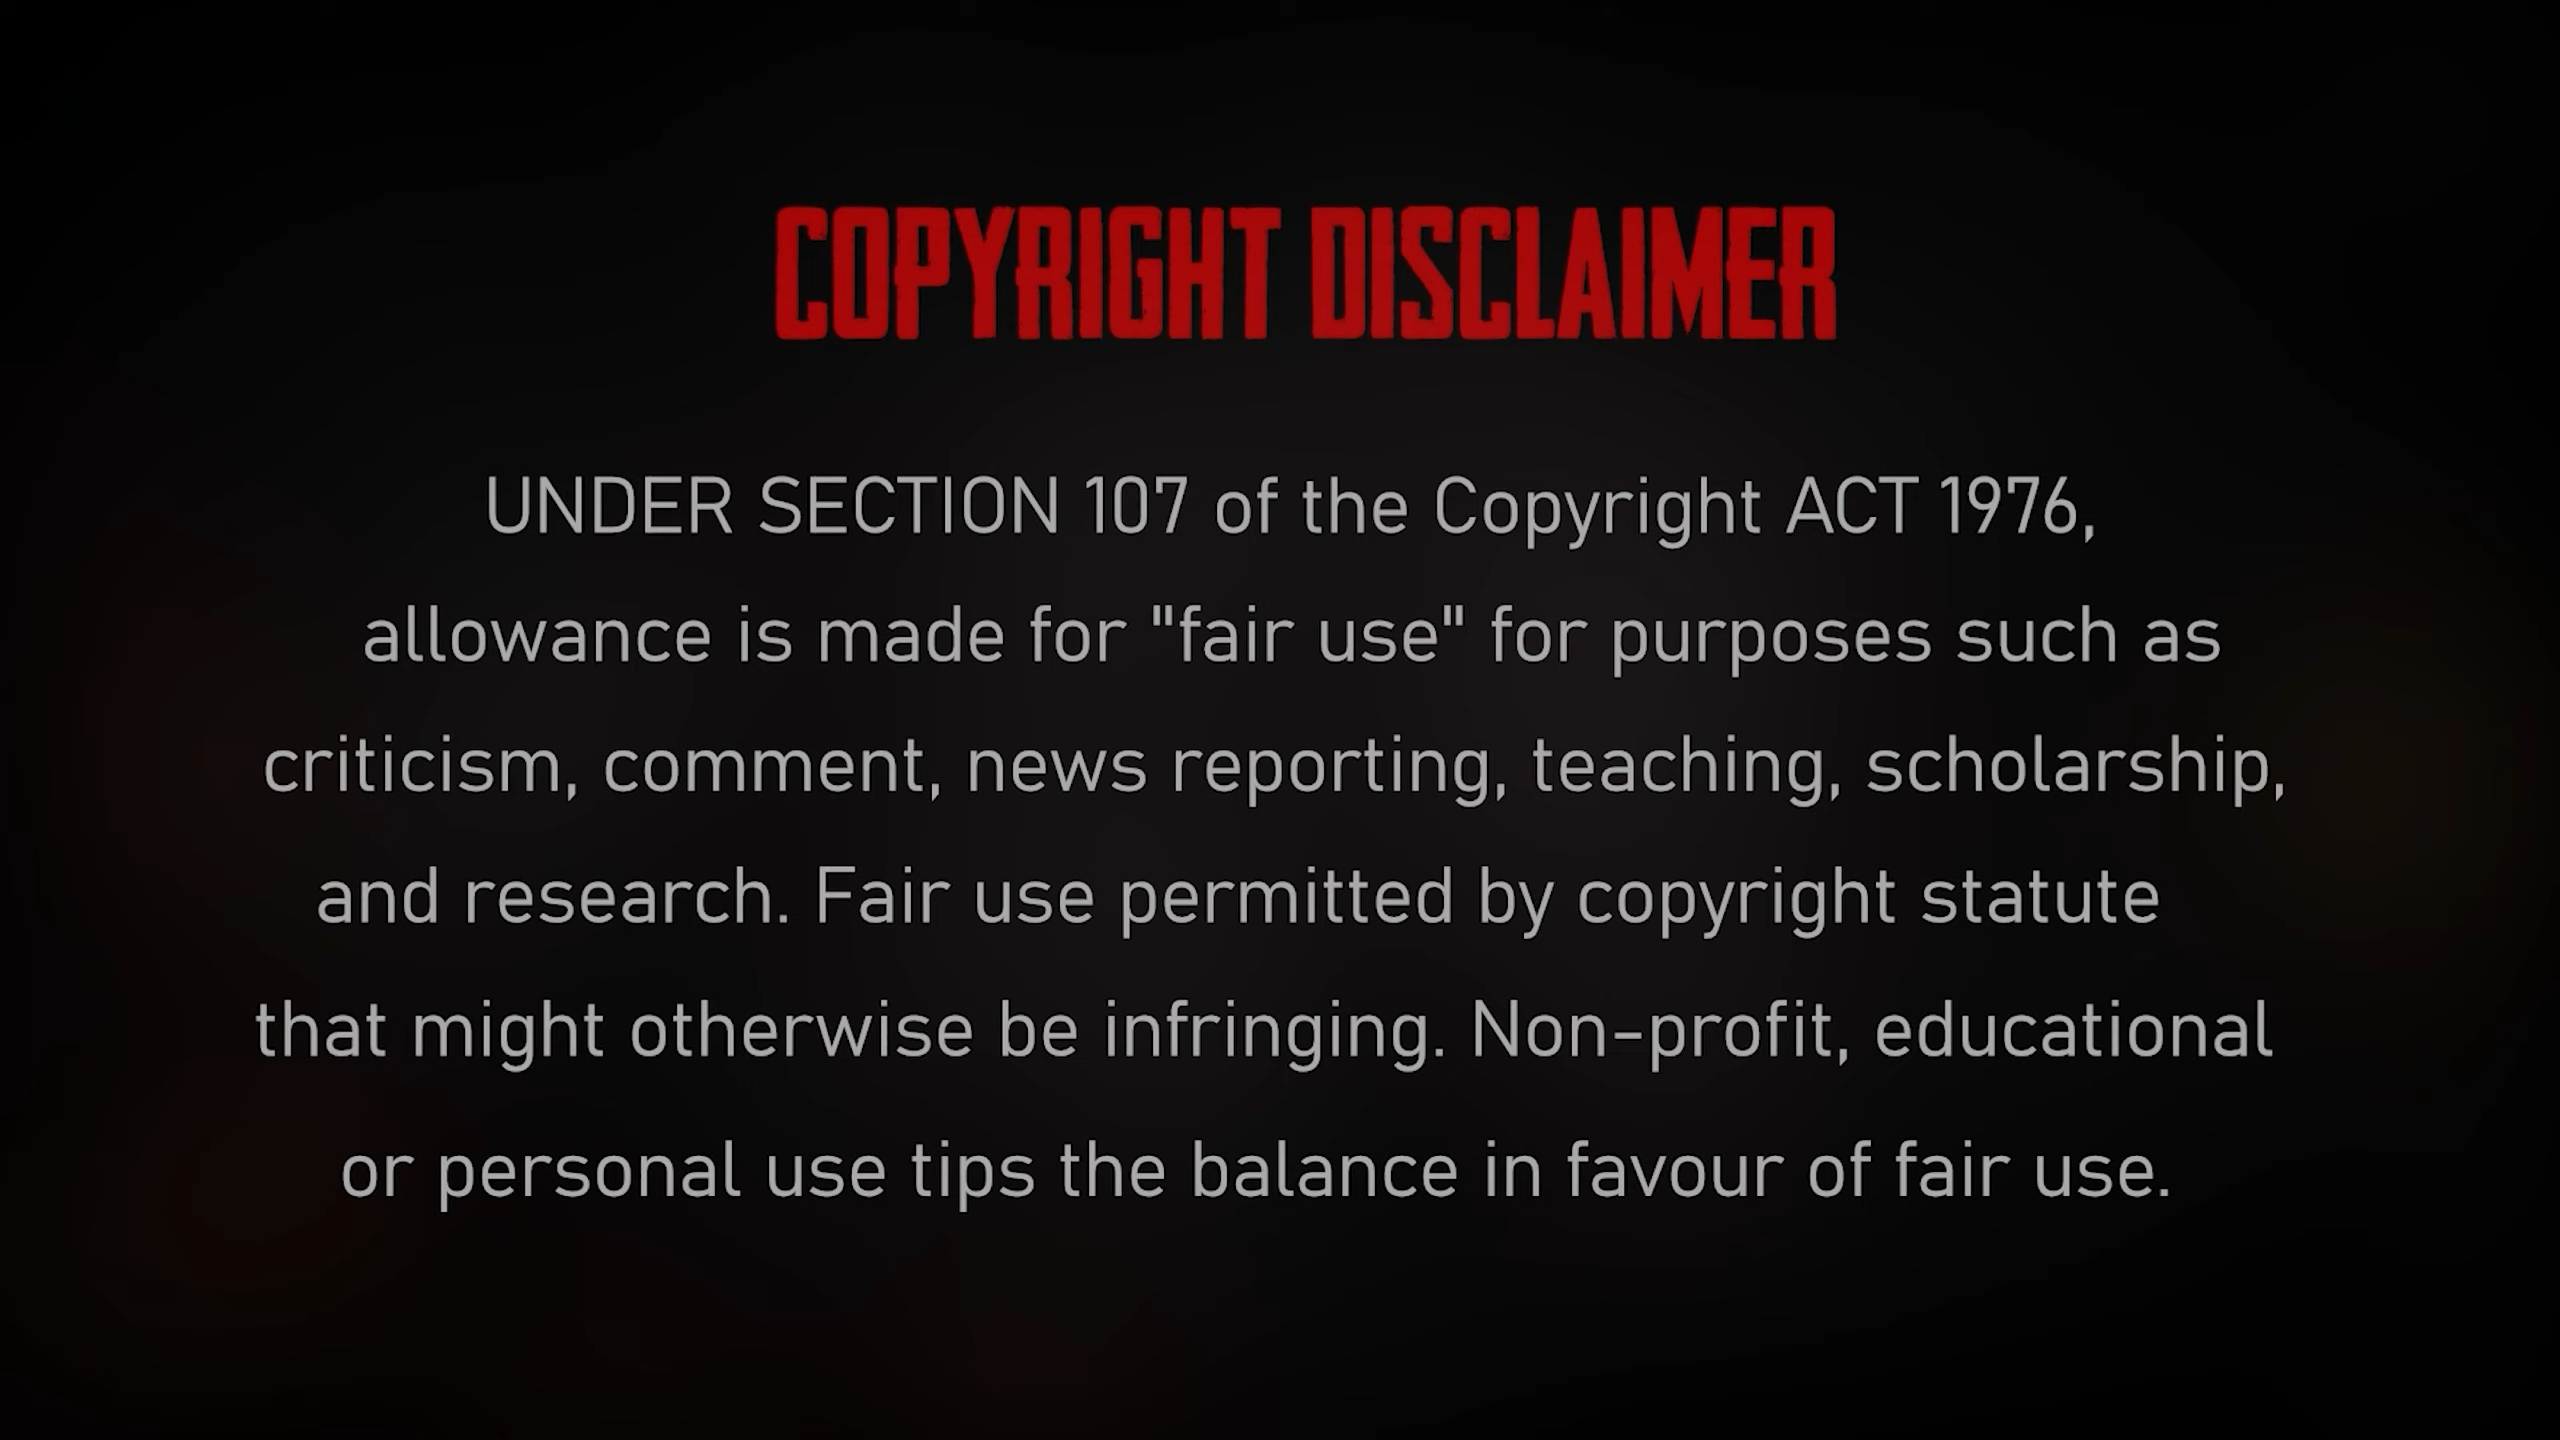 COPYRIGHT DISCLAIMER
UNDER SECTION 107 of the Copyright ACT 1976,
allowance is made for "fair use" for purposes such as
criticism, comment, news reporting, teaching, scholarship,
and research. Fair use permitted by copyright statute
that might otherwise be infringing. Non-profit, educational
or personal use tips the balance in favour of fair use.